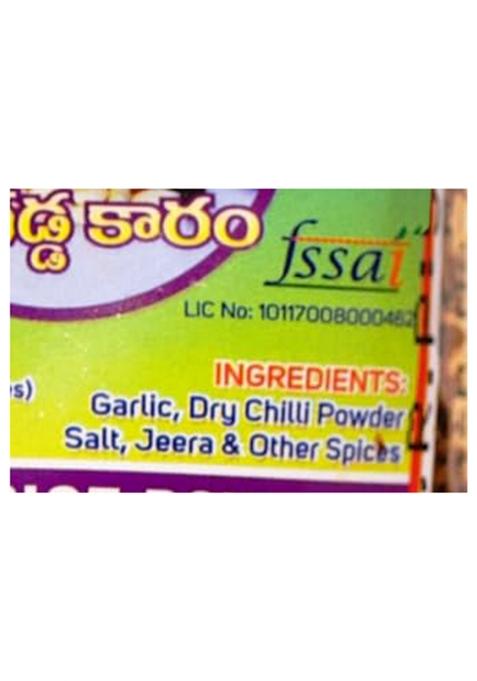 కారం
fssai
LIC No: 10117008000462
INGREDIENTS:
Garlic, Dry Chilli Powder
Salt, Jeera & Other Spices